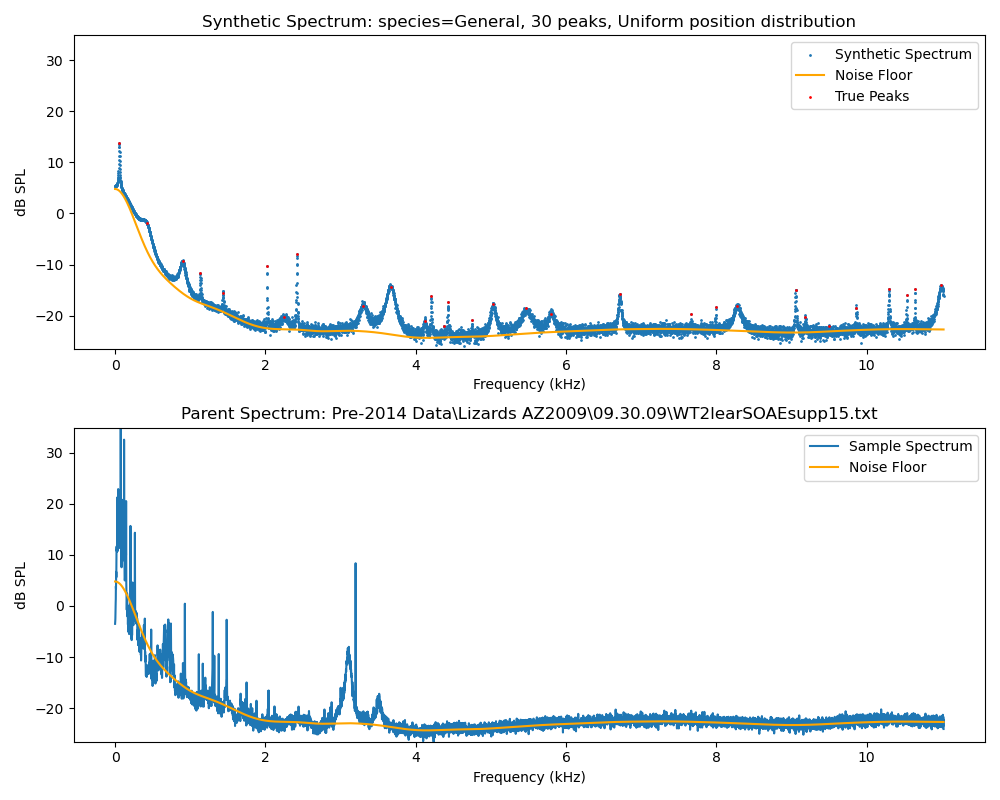 Synthetic Spectrum: species=General, 30 peaks, Uniform position distribution
30
20
10
0
−10
−20
dB SPL
Synthetic Spectrum
Noise Floor
True Peaks
0 2 4 6 8 10
Frequency (kHz)
Parent Spectrum: Pre-2014 Data\Lizards AZ2009\09.30.09\WT2learSOAEsupp15.txt
30
20
10
0
−10
−20
dB SPL
Sample Spectrum
Noise Floor
0 2 4 6 8 10
Frequency (kHz)